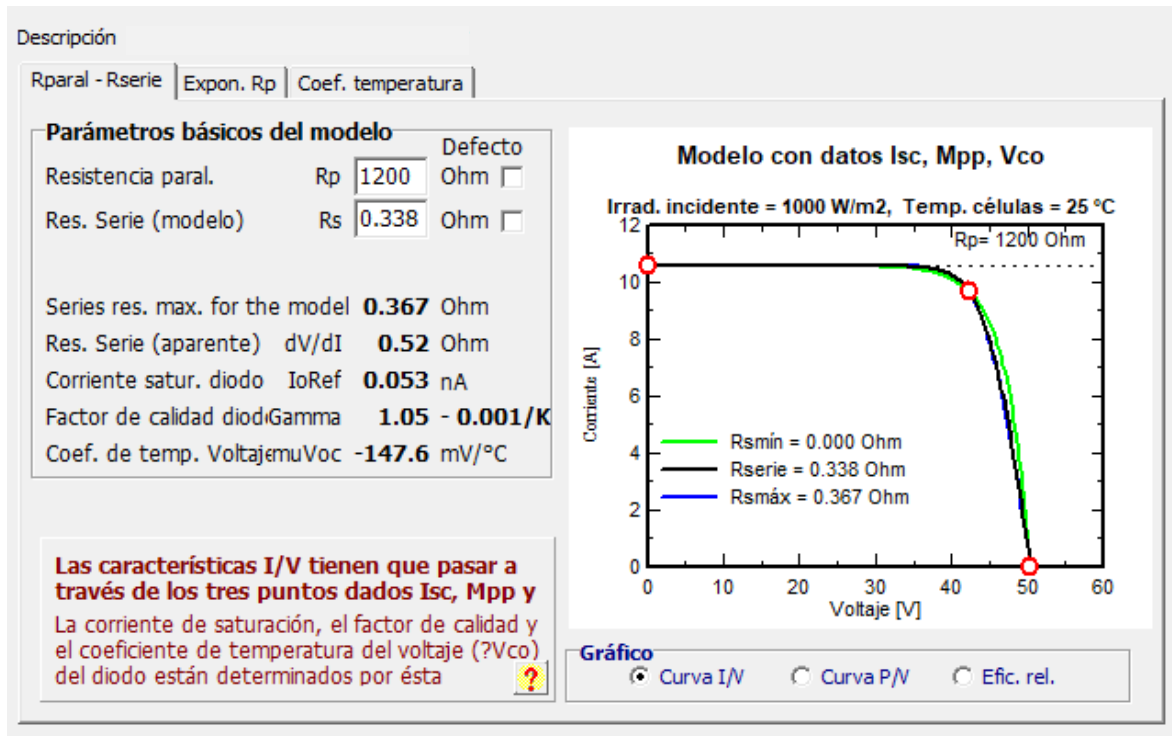 Descripción
Rparal - Rserie Expon. Rp Coef. temperatura
Parámetros básicos del modelo
Defecto
Resistencia paral. Rp 1200 Ohm
Res. Serie (modelo) Rs 0.338 Ohm
Series res. max. for the model 0.367 Ohm
Res. Serie (aparente) dV/dI 0.52 Ohm
Corriente satur. diodo IoRef 0.053 nA
Factor de calidad diodo Gamma 1.05 - 0.001/K
Coef. de temp. Voltaje muVoc -147.6 mV/°C
Las características I/V tienen que pasar a
través de los tres puntos dados Isc, Mpp y
La corriente de saturación, el factor de calidad y
el coeficiente de temperatura del voltaje (?Vco)
del diodo están determinados por ésta
?
Modelo con datos Isc, Mpp, Vco
Irrad. incidente = 1000 W/m2, Temp. células = 25 °C
Rp= 1200 Ohm
12
10
8
6
4
2
0
Corriente [A]
Rsmín = 0.000 Ohm
Rserie = 0.338 Ohm
Rsmáx = 0.367 Ohm
0 10 20 30 40 50 60
Voltaje [V]
Gráfico
Curva I/V Curva P/V Efic. rel.